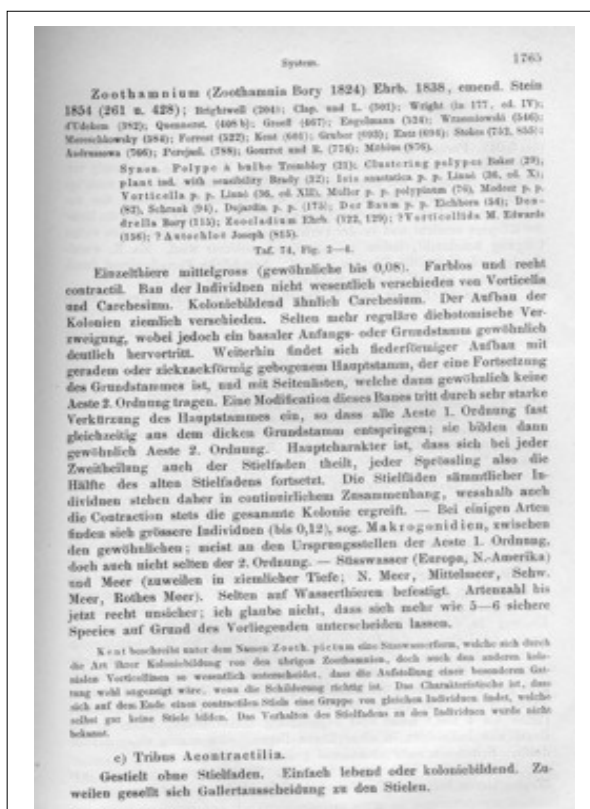 System.
1765
Zoothamnium (Zoothamnia Bory 1824) Ehrb. 1838, emend. Stein
1854 (261 u. 428); Brightwell (204); Clap. und L. (301); Wright (in 177, ed. IV);
d'Udekem (382); Quennerst. (408b); Greeff (467); Engelmann (524); Wrzesniowski (546);
Mereschkowsky (584); Forrest (522); Kent (601); Gruber (693); Entz (694); Stokes (752, 855);
Andrussowa (706); Perejasl. (788); Gourret und R. (774); Möbius (876).
Synon. Polype à bulbe Trembley (21); Clustering polypes Baker (29),
plant ind. with sensibility Brady (32); Isis anastatica p. p. Linné (36, ed. X);
Vorticella p. p. Linné (36, ed. XII), Müller p. p. polypinum (76), Modeer p. p.
(82), Schrank (94), Dujardin p. p. (175); Der Baum p. p. Eichhorn (54); Den-
drella Bory (115); Zoocladium Ehrb. (122, 129); ?Vorticellida M. Edwards
(156); ? Autochloe Joseph (815).
Taf. 74, Fig. 2—4.
Einzelthiere mittelgross (gewöhnliche bis 0,08). Farblos und recht
contractil. Bau der Individuen nicht wesentlich verschieden von Vorticella
und Carchesium. Koloniebildend ähnlich Carchesium. Der Aufbau der
Kolonien ziemlich verschieden. Selten mehr reguläre dichotomische Ver-
zweigung, wobei jedoch ein basaler Anfangs- oder Grundstamm gewöhnlich
deutlich hervortritt. Weiterhin findet sich fiederförmiger Aufbau mit
geradem oder zickzackförmig gebogenem Hauptstamm, der eine Fortsetzung
des Grundstammes ist, und mit Seitenästen, welche dann gewöhnlich keine
Aeste 2. Ordnung tragen. Eine Modification dieses Baues tritt durch sehr starke
Verkürzung des Hauptstammes ein, so dass alle Aeste 1. Ordnung fast
gleichzeitig aus dem dicken Grundstamm entspringen; sie bilden dann
gewöhnlich Aeste 2. Ordnung. Hauptcharakter ist, dass sich bei jeder
Zweitheilung auch der Stielfaden theilt, jeder Sprössling also die
Hälfte des alten Stielfadens fortsetzt. Die Stielfäden sämmtlicher In-
dividuen stehen daher in continuirlichem Zusammenhang, wesshalb auch
die Contraction stets die gesammte Kolonie ergreift. — Bei einigen Arten
finden sich grössere Individuen (bis 0,12), sog. Makrogonidien, zwischen
den gewöhnlichen; meist an den Ursprungsstellen der Aeste 1. Ordnung,
doch auch nicht selten der 2. Ordnung. — Süsswasser (Europa, N.-Amerika)
und Meer (zuweilen in ziemlicher Tiefe; N. Meer, Mittelmeer, Schw.
Meer, Rothes Meer). Selten auf Wasserthieren befestigt. Artenzahl bis
jetzt recht unsicher; ich glaube nicht, dass sich mehr wie 5—6 sichere
Species auf Grund des Vorliegenden unterscheiden lassen.
Kent beschreibt unter dem Namen Zooth. pictum eine Süsswasserform, welche sich durch
die Art ihrer Koloniebildung von den übrigen Zoothamnien, doch auch den anderen kolo-
nialen Vorticellinen so wesentlich unterscheidet, dass die Aufstellung einer besonderen Gat-
tung wohl angezeigt wäre, wenn die Schilderung richtig ist. Das Charakteristische ist, dass
sich auf dem Ende eines contractilen Stiels eine Gruppe von gleichen Individuen findet, welche
selbst gar keine Stiele bilden. Das Verhalten des Stielfadens zu den Individuen wurde nicht
bekannt.
c) Tribus Acontractilia.
Gestielt ohne Stielfaden. Einfach lebend oder koloniebildend. Zu-
weilen gesellt sich Gallertausscheidung zu den Stielen.